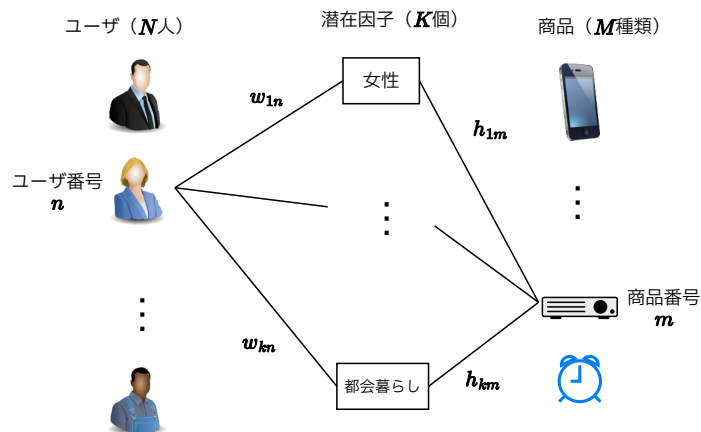 ユーザ（N人）
潜在因子（K個）
商品（M種類）
女性
w1n
h1m
ユーザ番号
n
⋮
⋮
⋮
商品番号
m
wkn
都会暮らし
hkm